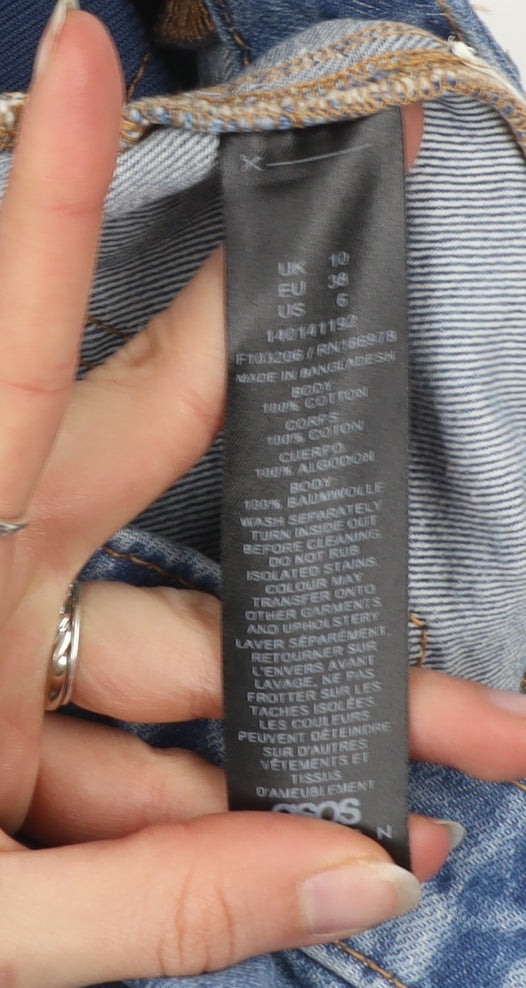 UK 10
EU 38
US 6
140141192
F103206 / RN166978
MADE IN BANGLADESH
BODY
100% COTTON
CORPS
100% COTON
CUERPO
100% ALGODON
BODY
100% BAUMWOLLE
WASH SEPARATELY
TURN INSIDE OUT
BEFORE CLEANING
DO NOT RUB
ISOLATED STAINS.
COLOUR MAY
TRANSFER ONTO
OTHER GARMENTS
AND UPHOLSTERY
LAVER SÉPARÉMENT.
RETOURNER SUR
L'ENVERS AVANT
LAVAGE. NE PAS
FROTTER SUR LES
TACHES ISOLÉES.
LES COULEURS
PEUVENT DÉTEINDRE
SUR D'AUTRES
VÊTEMENTS ET
TISSUS
D'AMEUBLEMENT
asos